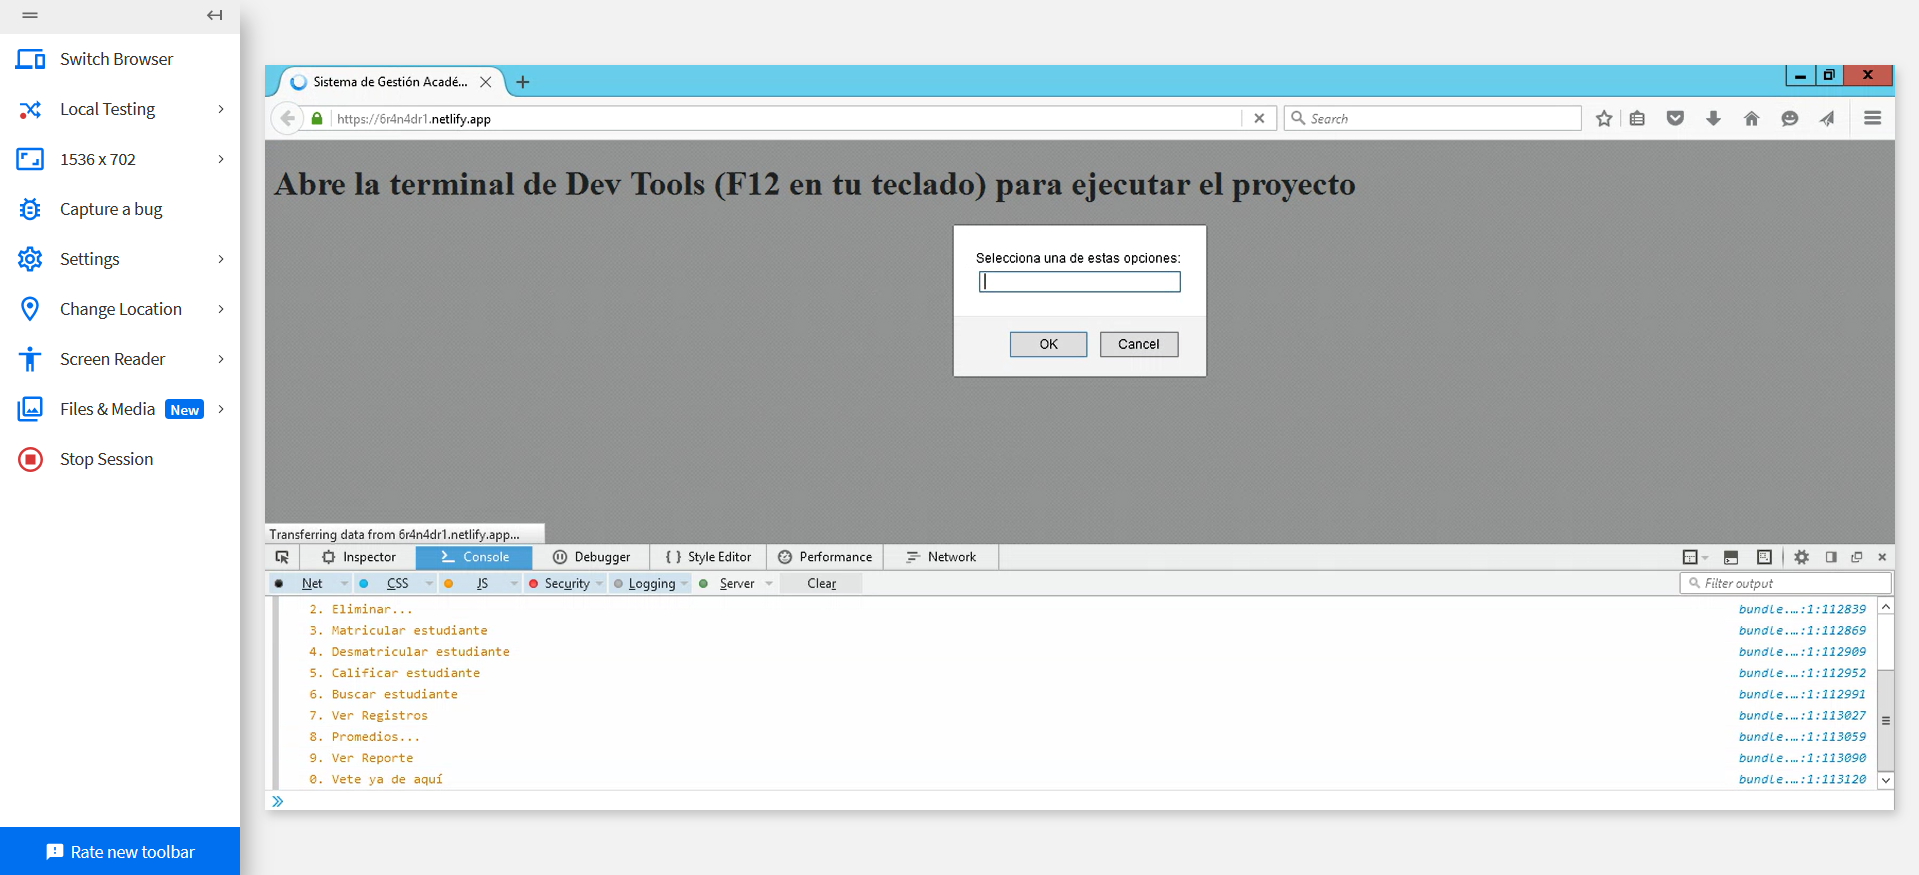 Switch Browser
Local Testing
1536 x 702
Capture a bug
Settings
Change Location
Screen Reader
Files & Media New
Stop Session
Rate new toolbar
Sistema de Gestión Acadé...
https://6r4n4dr1.netlify.app
Search
Abre la terminal de Dev Tools (F12 en tu teclado) para ejecutar el proyecto
Selecciona una de estas opciones:
OK Cancel
Transferring data from 6r4n4dr1.netlify.app...
Inspector Console Debugger { } Style Editor Performance Network
Net CSS JS Security Logging Server Clear Filter output
2. Eliminar... bundle.…:1:112839
3. Matricular estudiante bundle.…:1:112869
4. Desmatricular estudiante bundle.…:1:112909
5. Calificar estudiante bundle.…:1:112952
6. Buscar estudiante bundle.…:1:112991
7. Ver Registros bundle.…:1:113027
8. Promedios... bundle.…:1:113059
9. Ver Reporte bundle.…:1:113090
0. Vete ya de aquí bundle.…:1:113120